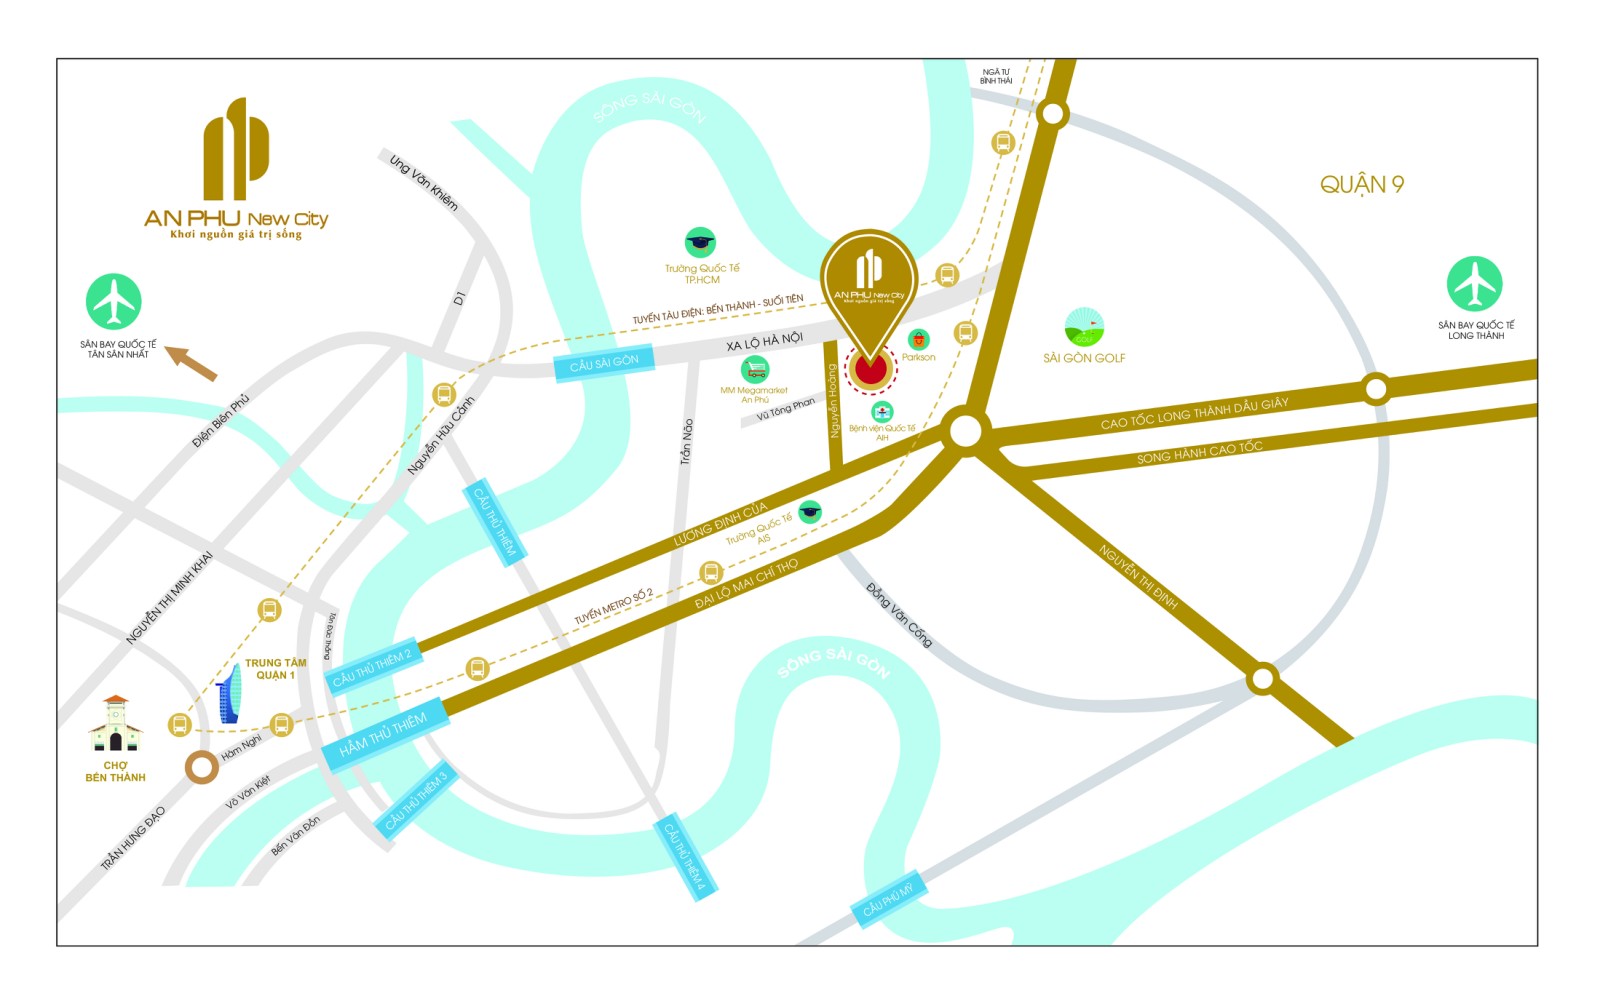 NGÃ TƯ
BÌNH THÁI
SÔNG SÀI GÒN
Ung Văn Khiêm
QUẬN 9
AN PHU New City
Khơi nguồn giá trị sống
Trường Quốc Tế
TP.HCM
AN PHU New City
Khơi nguồn giá trị sống
D1
TUYẾN TÀU ĐIỆN: BẾN THÀNH - SUỐI TIÊN
SÂN BAY QUỐC TẾ
TÂN SƠN NHẤT
SÂN BAY QUỐC TẾ
LONG THÀNH
XA LỘ HÀ NỘI
GOLF
SÀI GÒN GOLF
Parkson
CẦU SÀI GÒN
MM Megamarket
An Phú
Vũ Tông Phan
Nguyễn Hoàng
Bệnh viện Quốc Tế
AIH
Điện Biên Phủ
Nguyễn Hữu Cảnh
Trần Não
CAO TỐC LONG THÀNH DẦU GIÂY
SONG HÀNH CAO TỐC
CẦU THỦ THIÊM
LƯƠNG ĐỊNH CỦA
Trường Quốc Tế
AIS
NGUYỄN THỊ MINH KHAI
ĐẠI LỘ MAI CHÍ THỌ
TUYẾN METRO SỐ 2
NGUYỄN THỊ ĐỊNH
Đồng Văn Cống
Tôn Đức Thắng
CẦU THỦ THIÊM 2
SÔNG SÀI GÒN
TRUNG TÂM
QUẬN 1
HẦM THỦ THIÊM
Hàm Nghi
CHỢ
BẾN THÀNH
Võ Văn Kiệt
CẦU THỦ THIÊM 3
TRẦN HƯNG ĐẠO
Bến Vân Đồn
CẦU THỦ THIÊM 4
CẦU PHÚ MỸ